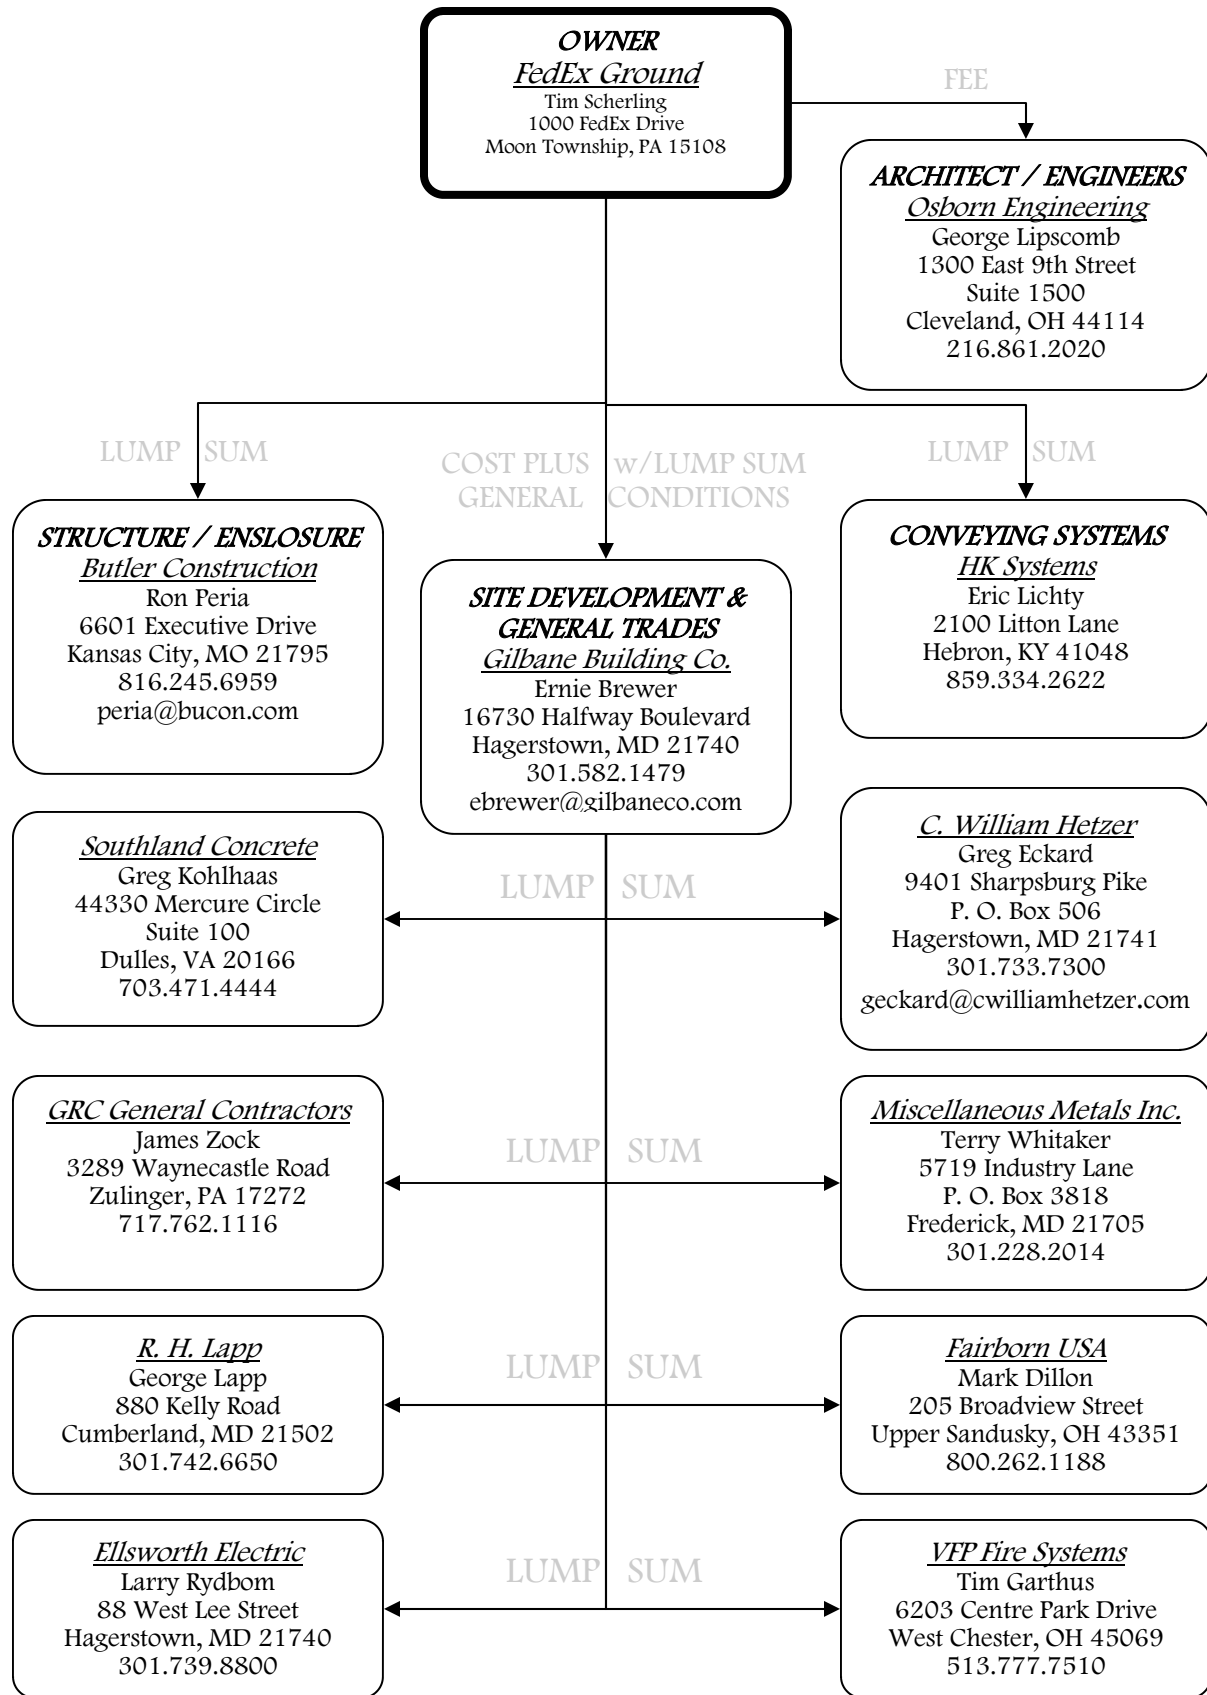 OWNER
FedEx Ground
Tim Scherling
1000 FedEx Drive
Moon Township, PA 15108
FEE
ARCHITECT / ENGINEERS
Osborn Engineering
George Lipscomb
1300 East 9th Street
Suite 1500
Cleveland, OH 44114
216.861.2020
LUMP SUM
COST PLUS w/LUMP SUM
GENERAL CONDITIONS
LUMP SUM
STRUCTURE / ENSLOSURE
Butler Construction
Ron Peria
6601 Executive Drive
Kansas City, MO 21795
816.245.6959
peria@bucon.com
SITE DEVELOPMENT &
GENERAL TRADES
Gilbane Building Co.
Ernie Brewer
16730 Halfway Boulevard
Hagerstown, MD 21740
301.582.1479
ebrewer@gilbaneco.com
CONVEYING SYSTEMS
HK Systems
Eric Lichty
2100 Litton Lane
Hebron, KY 41048
859.334.2622
Southland Concrete
Greg Kohlhaas
44330 Mercure Circle
Suite 100
Dulles, VA 20166
703.471.4444
LUMP SUM
C. William Hetzer
Greg Eckard
9401 Sharpsburg Pike
P. O. Box 506
Hagerstown, MD 21741
301.733.7300
geckard@cwilliamhetzer.com
GRC General Contractors
James Zock
3289 Waynecastle Road
Zulinger, PA 17272
717.762.1116
LUMP SUM
Miscellaneous Metals Inc.
Terry Whitaker
5719 Industry Lane
P. O. Box 3818
Frederick, MD 21705
301.228.2014
R. H. Lapp
George Lapp
880 Kelly Road
Cumberland, MD 21502
301.742.6650
LUMP SUM
Fairborn USA
Mark Dillon
205 Broadview Street
Upper Sandusky, OH 43351
800.262.1188
Ellsworth Electric
Larry Rydbom
88 West Lee Street
Hagerstown, MD 21740
301.739.8800
LUMP SUM
VFP Fire Systems
Tim Garthus
6203 Centre Park Drive
West Chester, OH 45069
513.777.7510